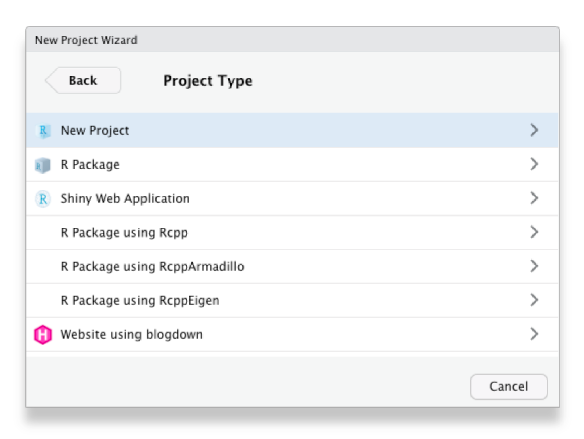 New Project Wizard
Back
Project Type
R New Project
R Package
R Shiny Web Application
R Package using Rcpp
R Package using RcppArmadillo
R Package using RcppEigen
H Website using blogdown
Cancel